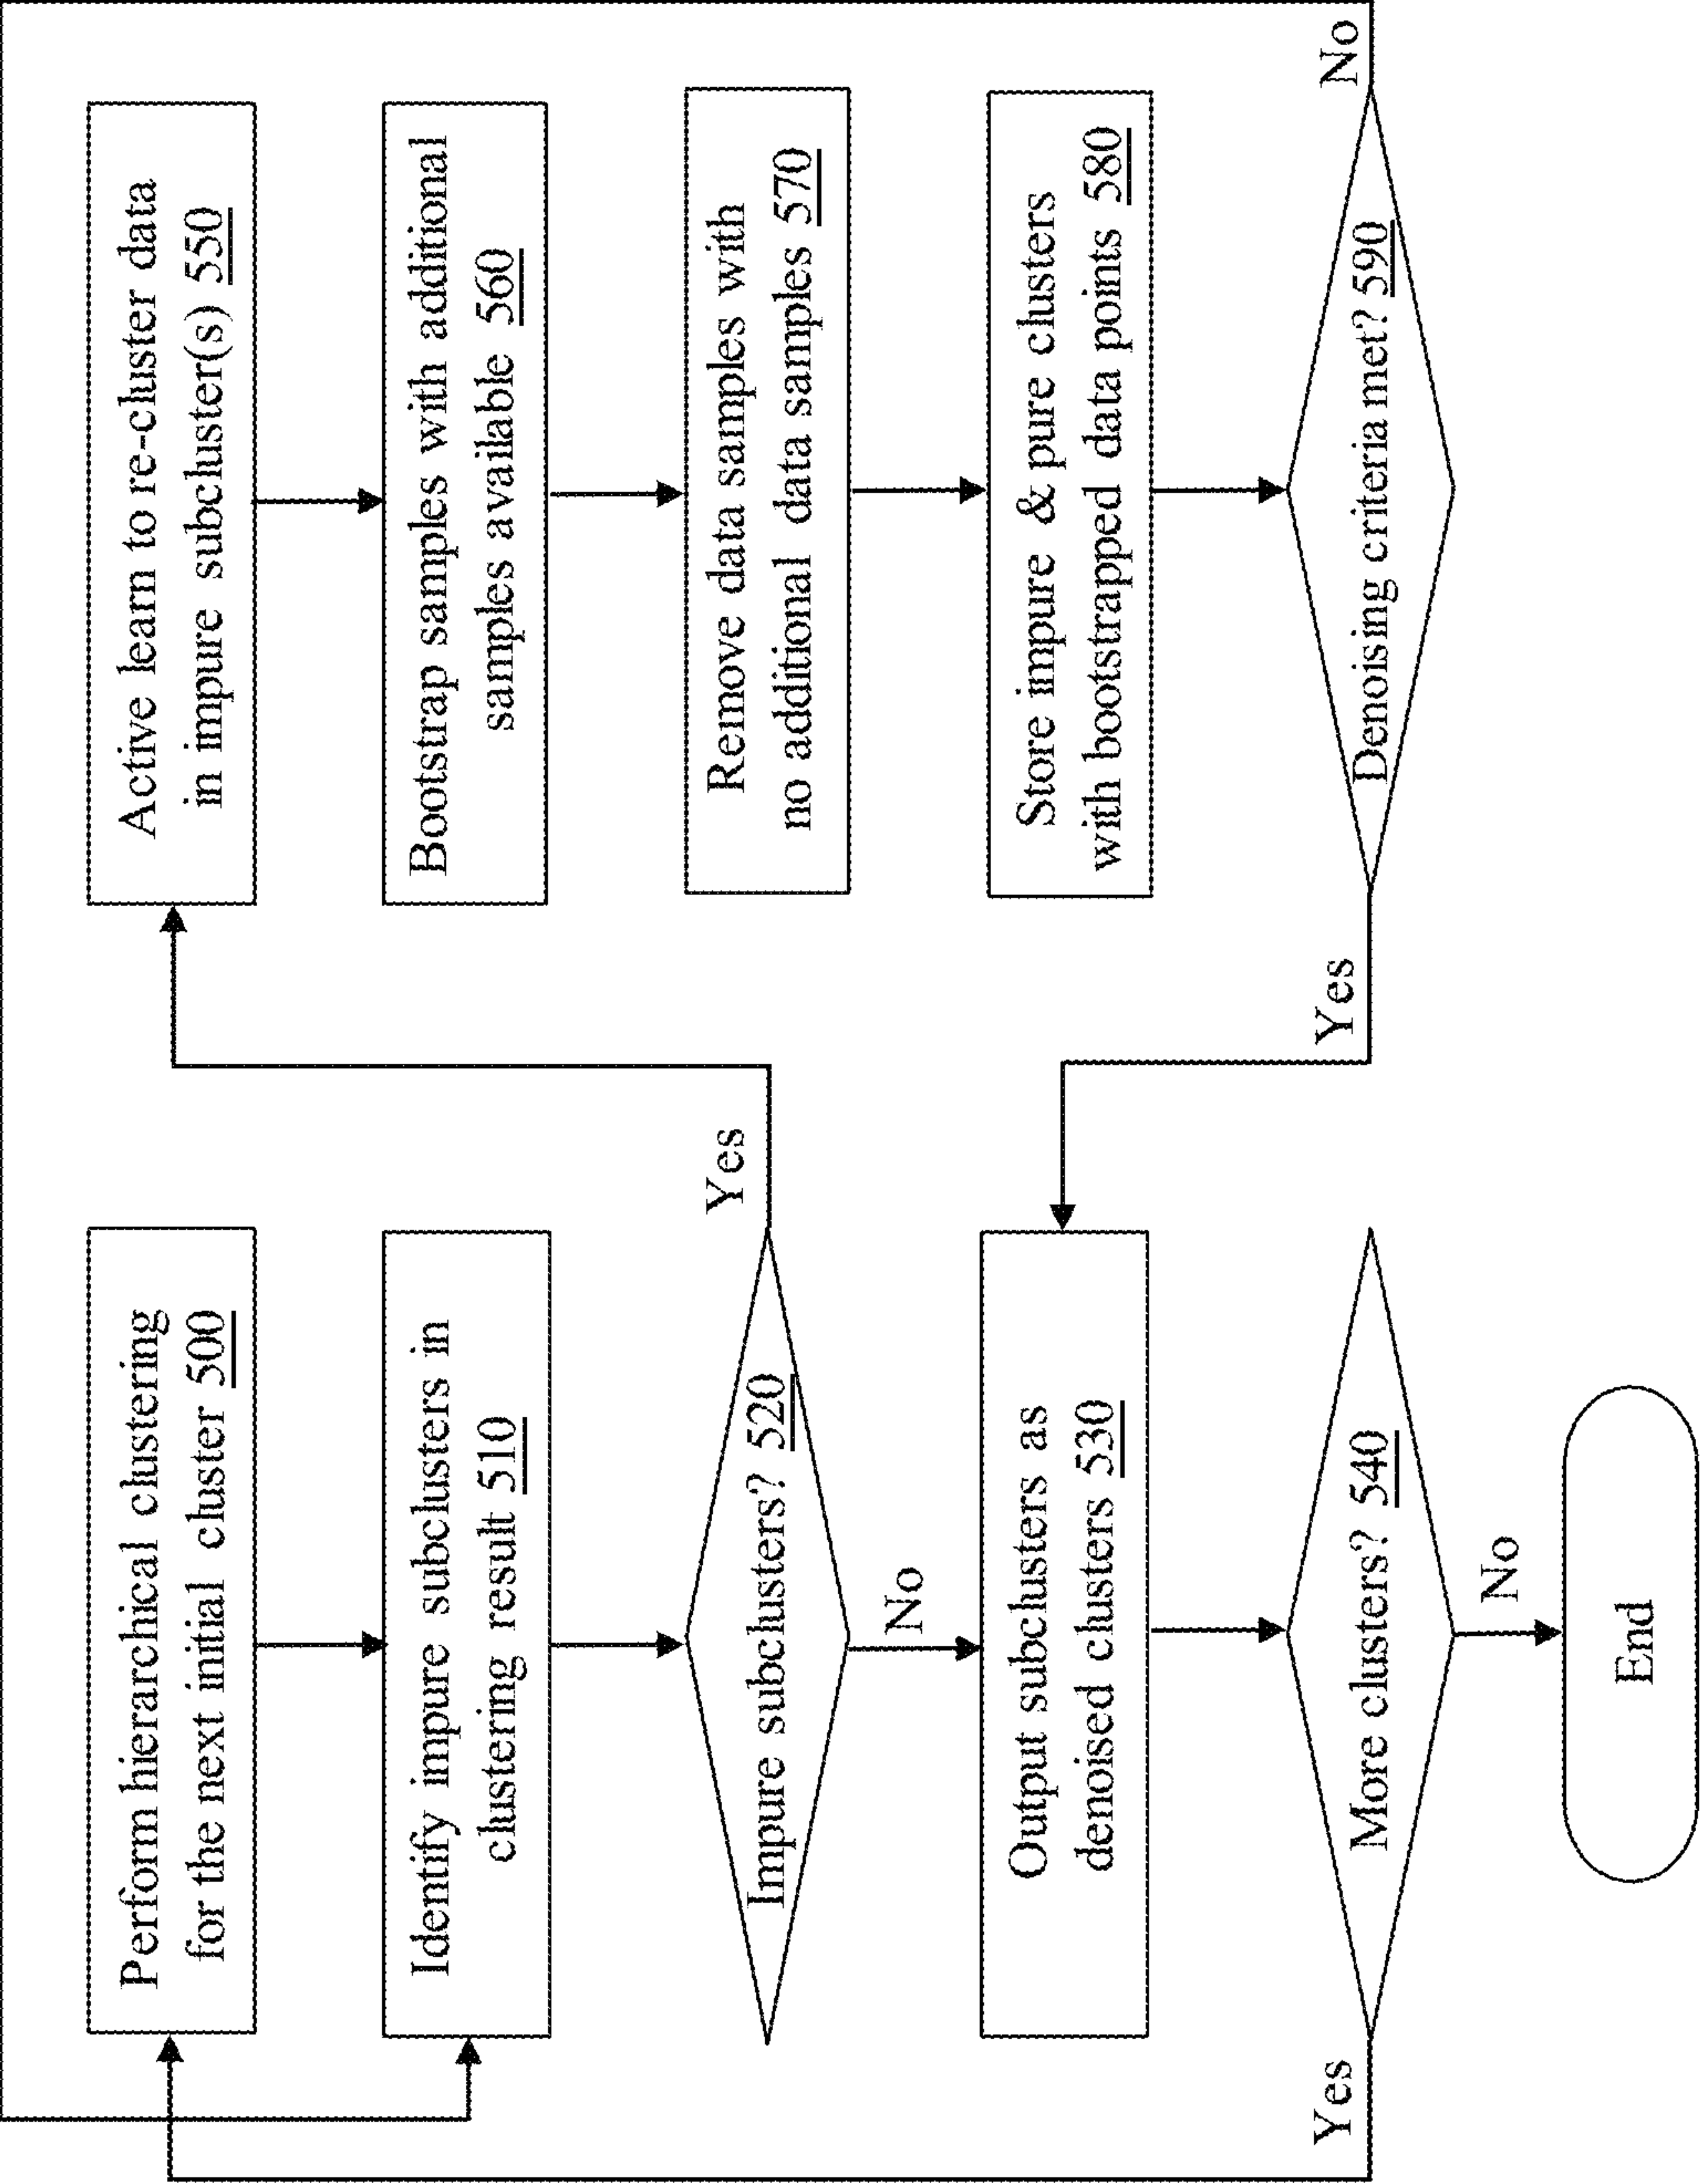 Perform hierarchical clustering
for the next initial cluster 500
Identify impure subclusters in
clustering result 510
Impure subclusters? 520
Yes
No
Output subclusters as
denoised clusters 530
More clusters? 540
Yes
No
End
Active learn to re-cluster data
in impure subcluster(s) 550
Bootstrap samples with additional
samples available 560
Remove data samples with
no additional data samples 570
Store impure & pure clusters
with bootstrapped data points 580
Denoising criteria met? 590
Yes
No